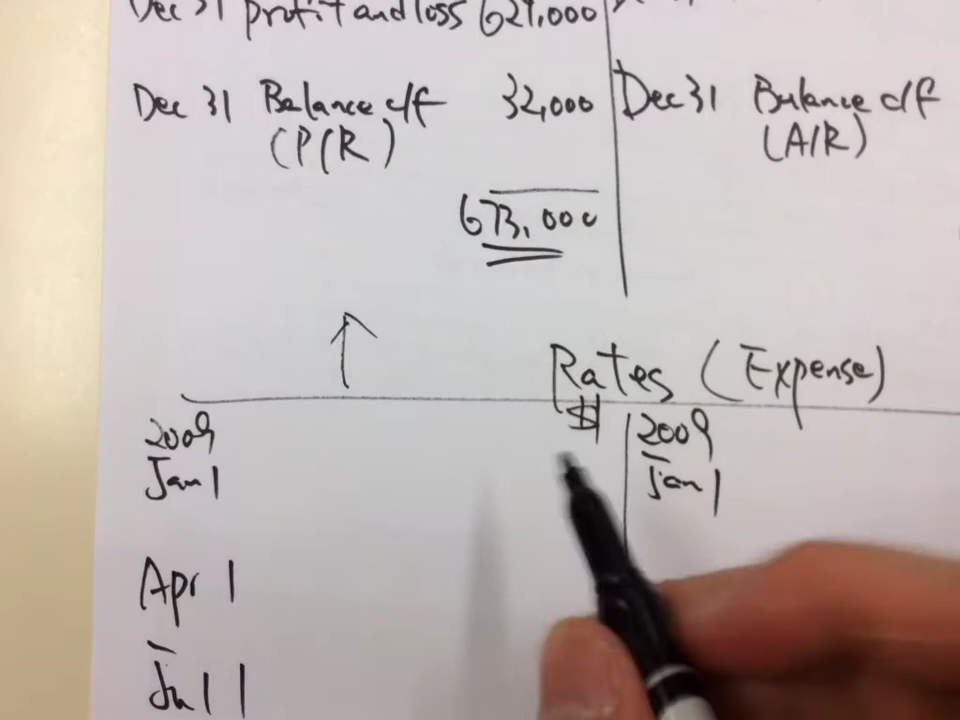 Dec 31 profit and loss 629,000
Dec 31 Balance c/f 32,000 Dec 31 Balance c/f
(P/R) (A/R)
673,000
Rates (Expense)
$
2009 2009
Jan 1 Jan 1
Apr 1
Jul 1